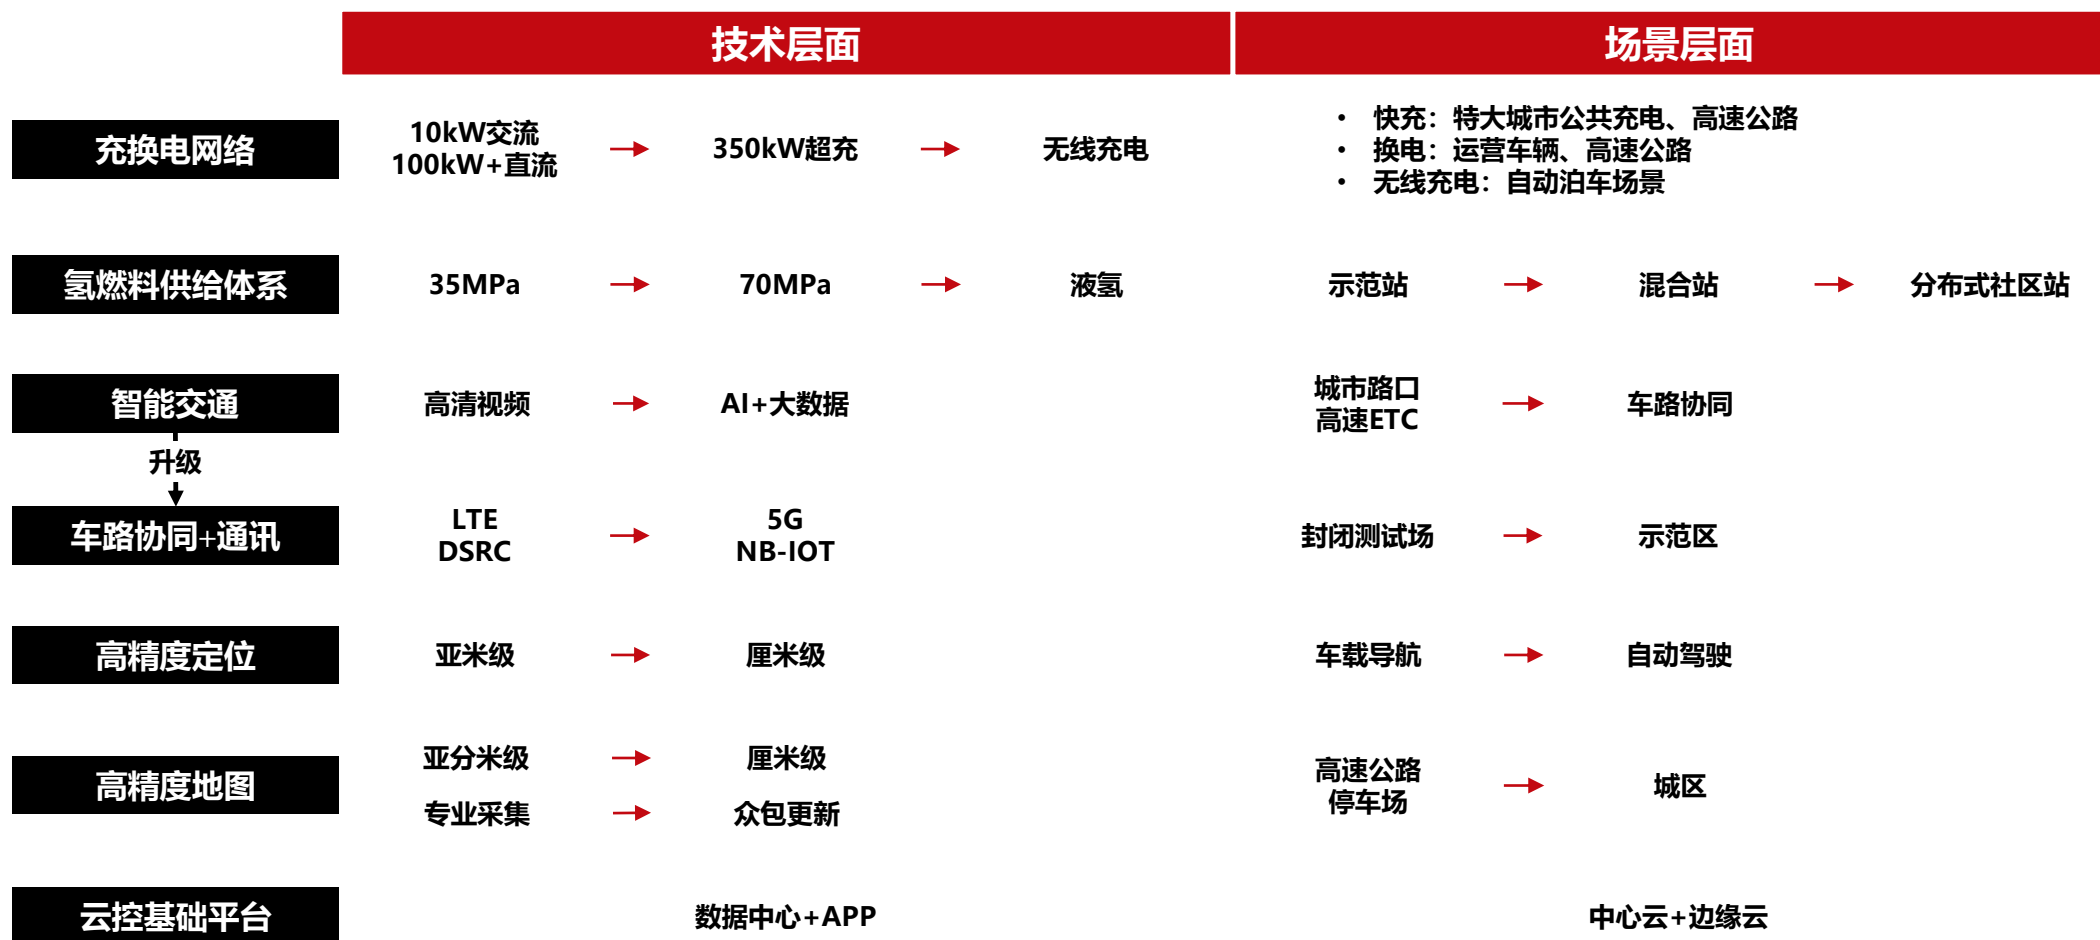 技术层面
场景层面
充换电网络
10kW交流
100kW+直流
350kW超充
无线充电
• 快充：特大城市公共充电、高速公路
• 换电：运营车辆、高速公路
• 无线充电：自动泊车场景
氢燃料供给体系
35MPa
70MPa
液氢
示范站
混合站
分布式社区站
智能交通
高清视频
AI+大数据
城市路口
高速ETC
车路协同
升级
车路协同+通讯
LTE
DSRC
5G
NB-IOT
封闭测试场
示范区
高精度定位
亚米级
厘米级
车载导航
自动驾驶
高精度地图
亚分米级
厘米级
专业采集
众包更新
高速公路
停车场
城区
云控基础平台
数据中心+APP
中心云+边缘云